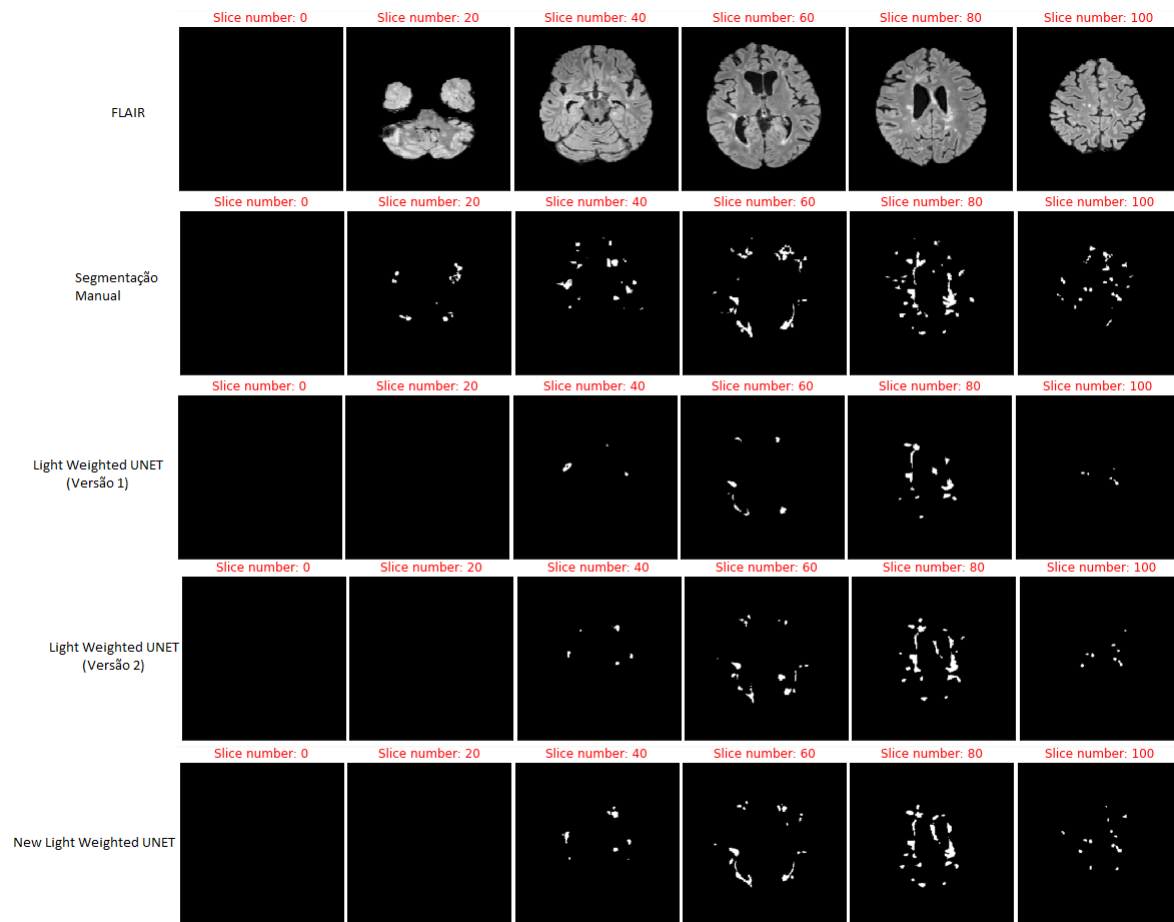 Slice number: 0
Slice number: 20
Slice number: 40
Slice number: 60
Slice number: 80
Slice number: 100
FLAIR
Slice number: 0
Slice number: 20
Slice number: 40
Slice number: 60
Slice number: 80
Slice number: 100
Segmentação
Manual
Slice number: 0
Slice number: 20
Slice number: 40
Slice number: 60
Slice number: 80
Slice number: 100
Light Weighted UNET
(Versão 1)
Slice number: 0
Slice number: 20
Slice number: 40
Slice number: 60
Slice number: 80
Slice number: 100
Light Weighted UNET
(Versão 2)
Slice number: 0
Slice number: 20
Slice number: 40
Slice number: 60
Slice number: 80
Slice number: 100
New Light Weighted UNET